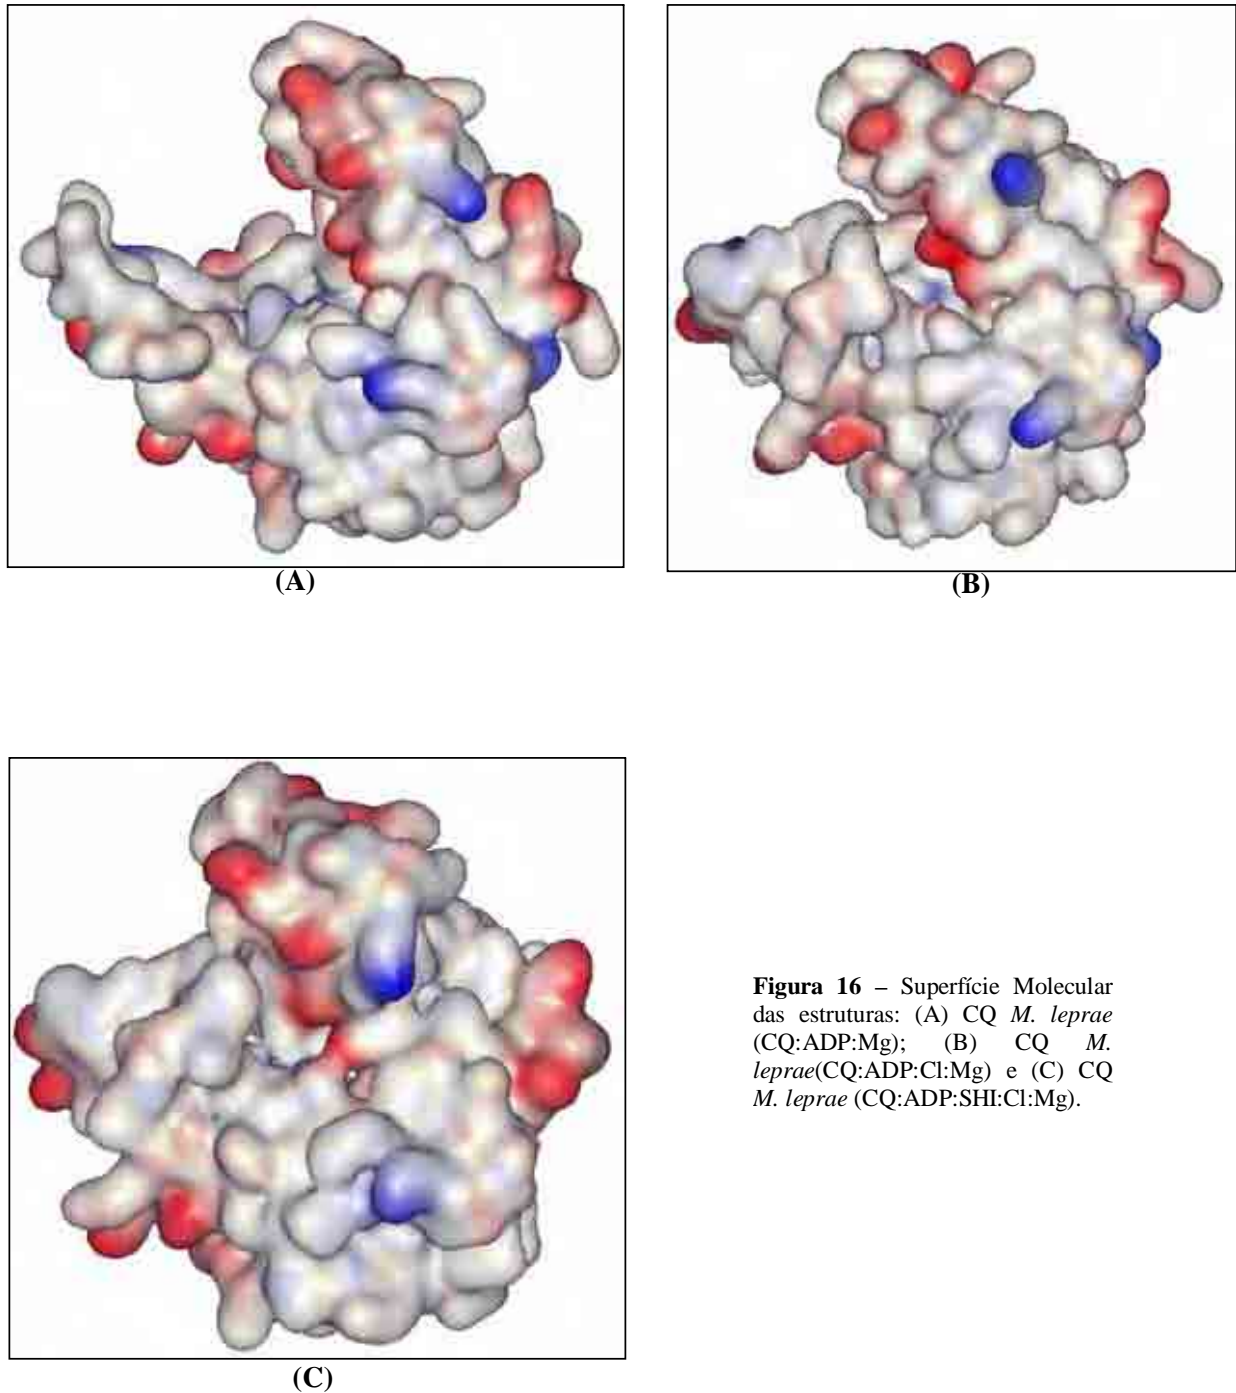 (A)
(B)
Figura 16 – Superfície Molecular
das estruturas: (A) CQ M. leprae
(CQ:ADP:Mg); (B) CQ M.
leprae(CQ:ADP:Cl:Mg) e (C) CQ
M. leprae (CQ:ADP:SHI:Cl:Mg).
(C)